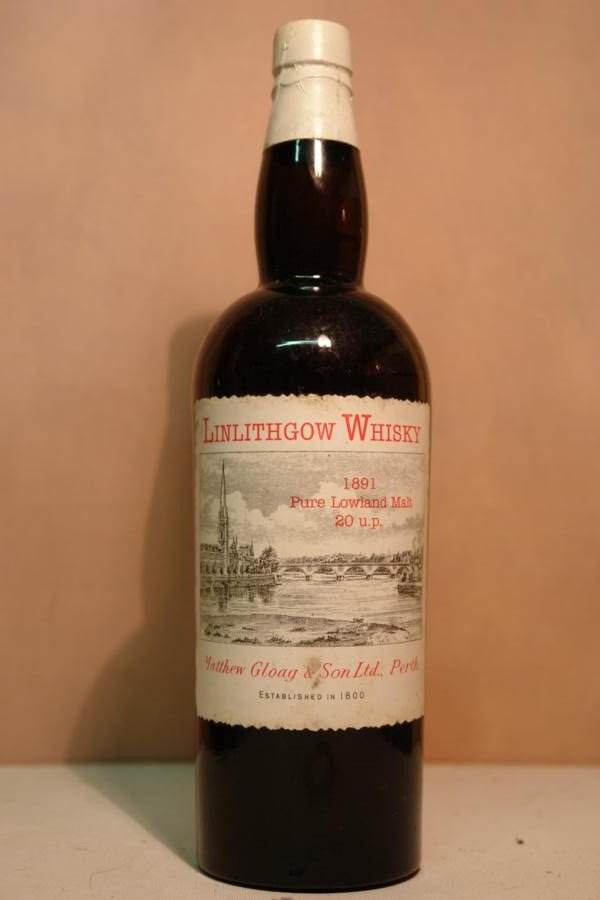 LINLITHGOW WHISKY
1891
Pure Lowland Malt
20 u.p.
Matthew Gloag & Son Ltd., Perth.
ESTABLISHED IN 1800